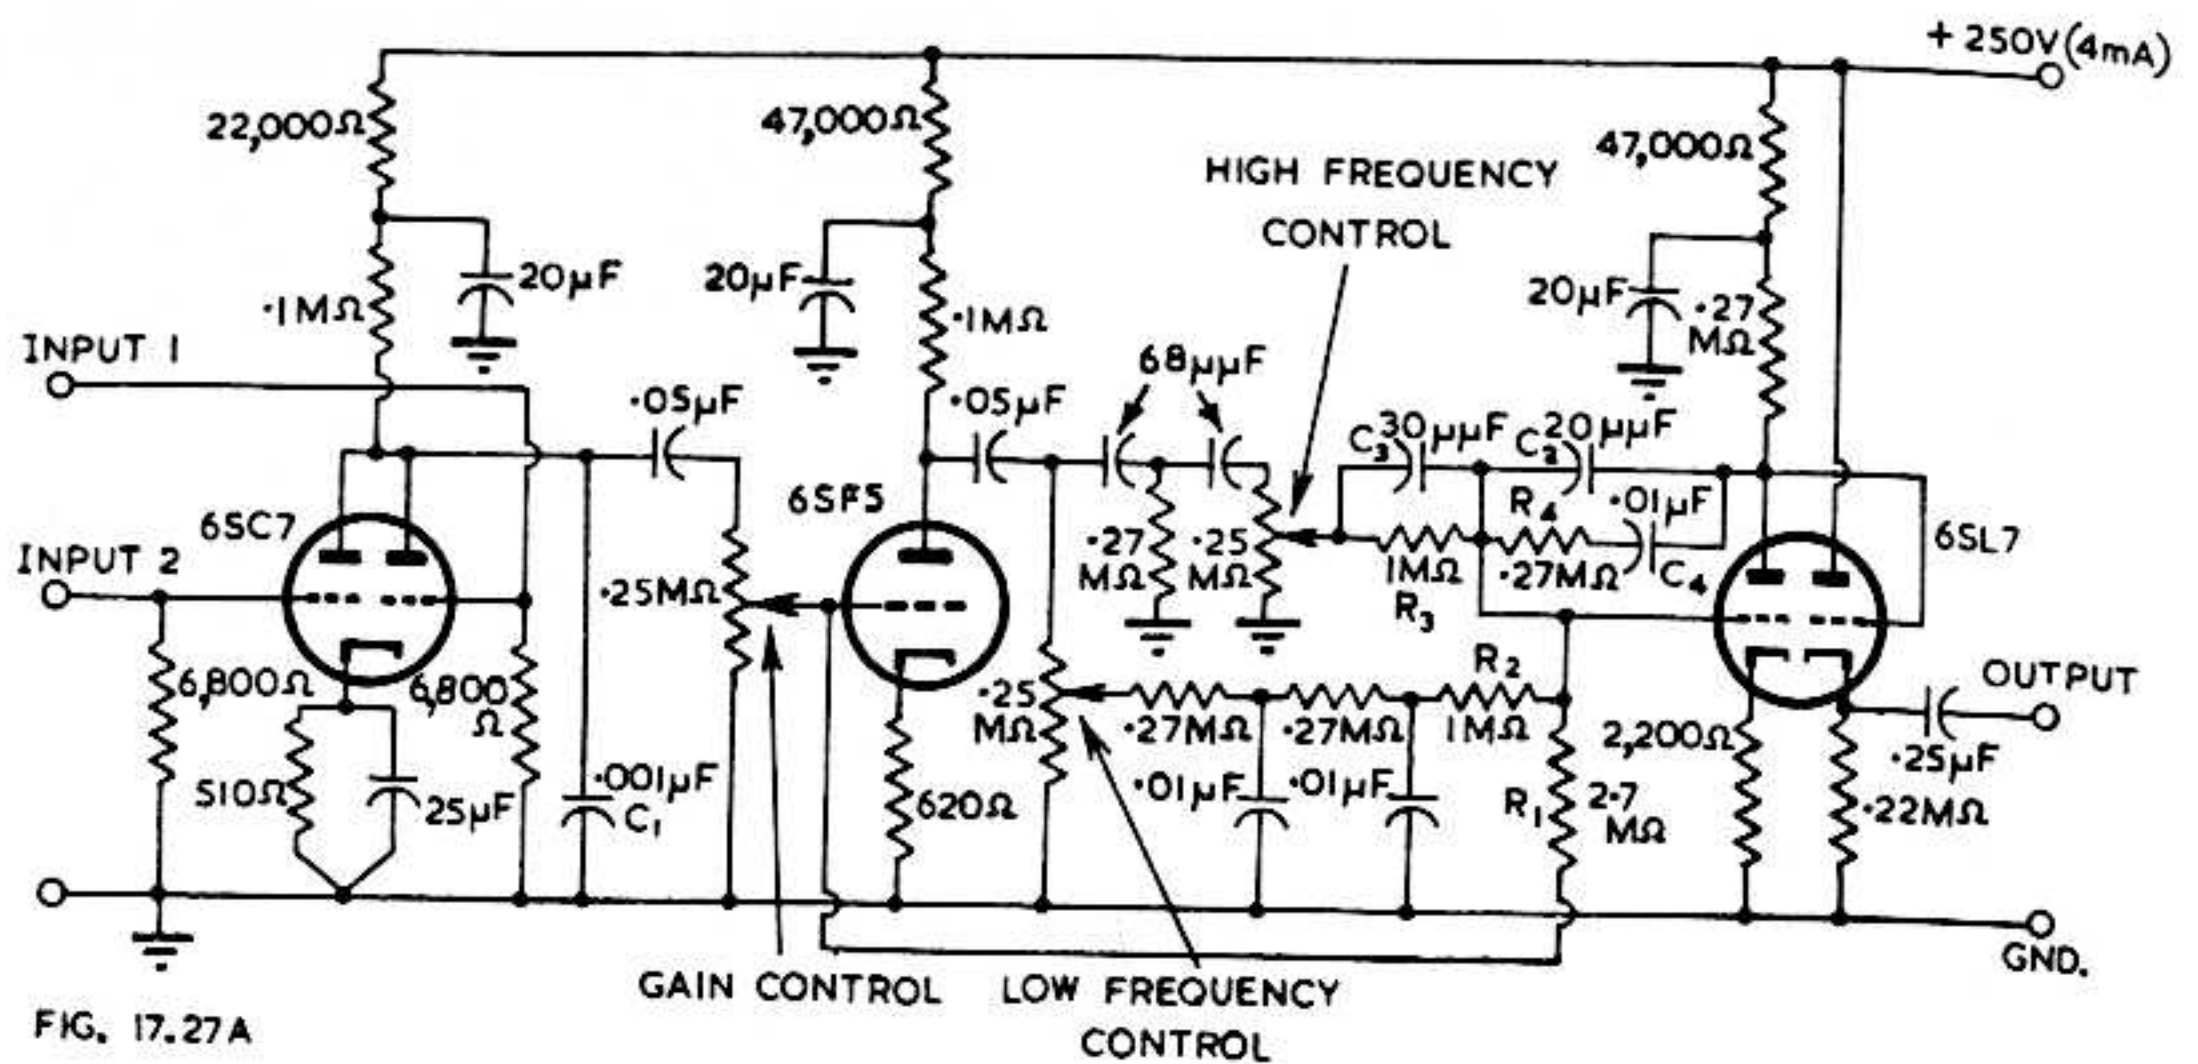 + 250V (4mA)
22,000Ω
47,000Ω
47,000Ω
HIGH FREQUENCY
CONTROL
20µF
20µF
20µF
·27
MΩ
·1MΩ
·1MΩ
INPUT 1
68µµF
·05µF
·05µF
C3 30µµF
C2 20µµF
6SC7
6SF5
R4
·01µF
6SL7
INPUT 2
·25MΩ
·27
MΩ
·25
MΩ
1MΩ
R3
·27MΩ
C4
6,800Ω
6,800
Ω
·25
MΩ
·27MΩ
·27MΩ
R2
1MΩ
2,200Ω
OUTPUT
·25µF
510Ω
25µF
·001µF
C1
620Ω
·01µF
·01µF
R1
2·7
MΩ
·22MΩ
GND.
GAIN CONTROL
LOW FREQUENCY
CONTROL
FIG. 17.27A